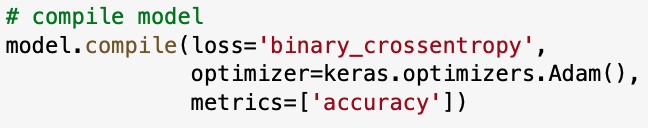 # compile model
model.compile(loss='binary_crossentropy',
              optimizer=keras.optimizers.Adam(),
              metrics=['accuracy'])